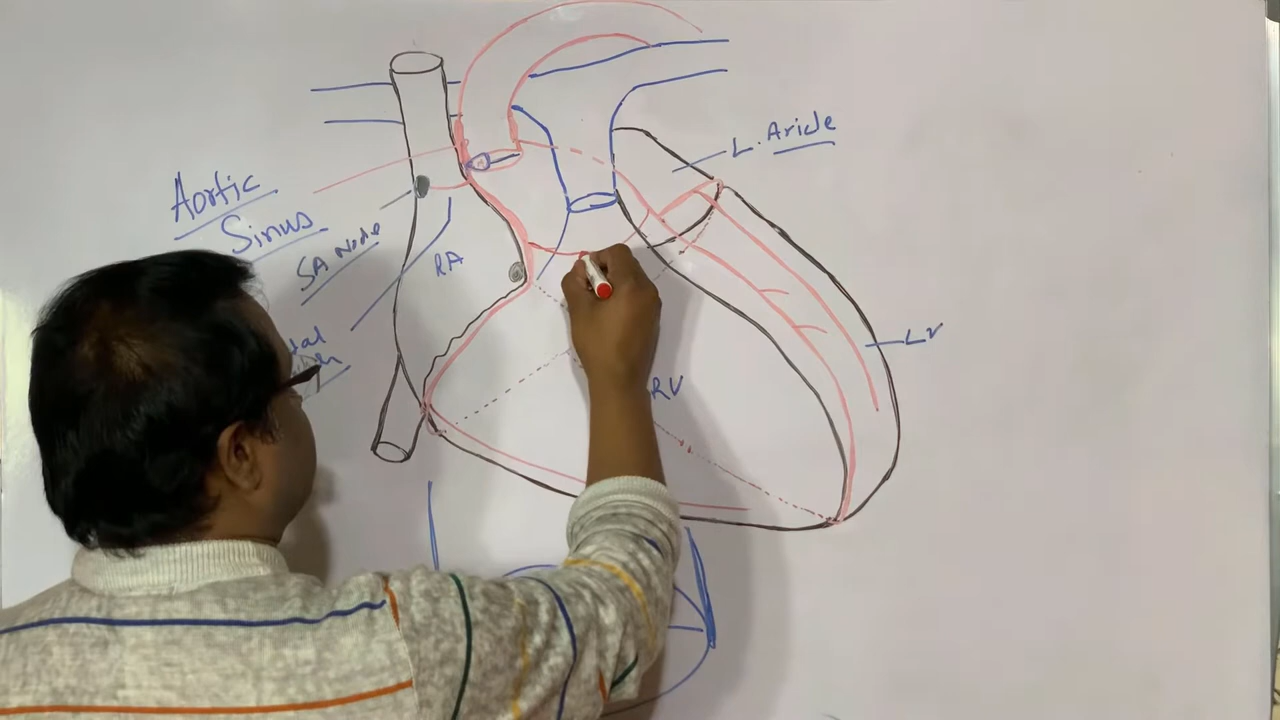 Aortic
Sinus
SA Node
RA
L. Aricle
LV
RV